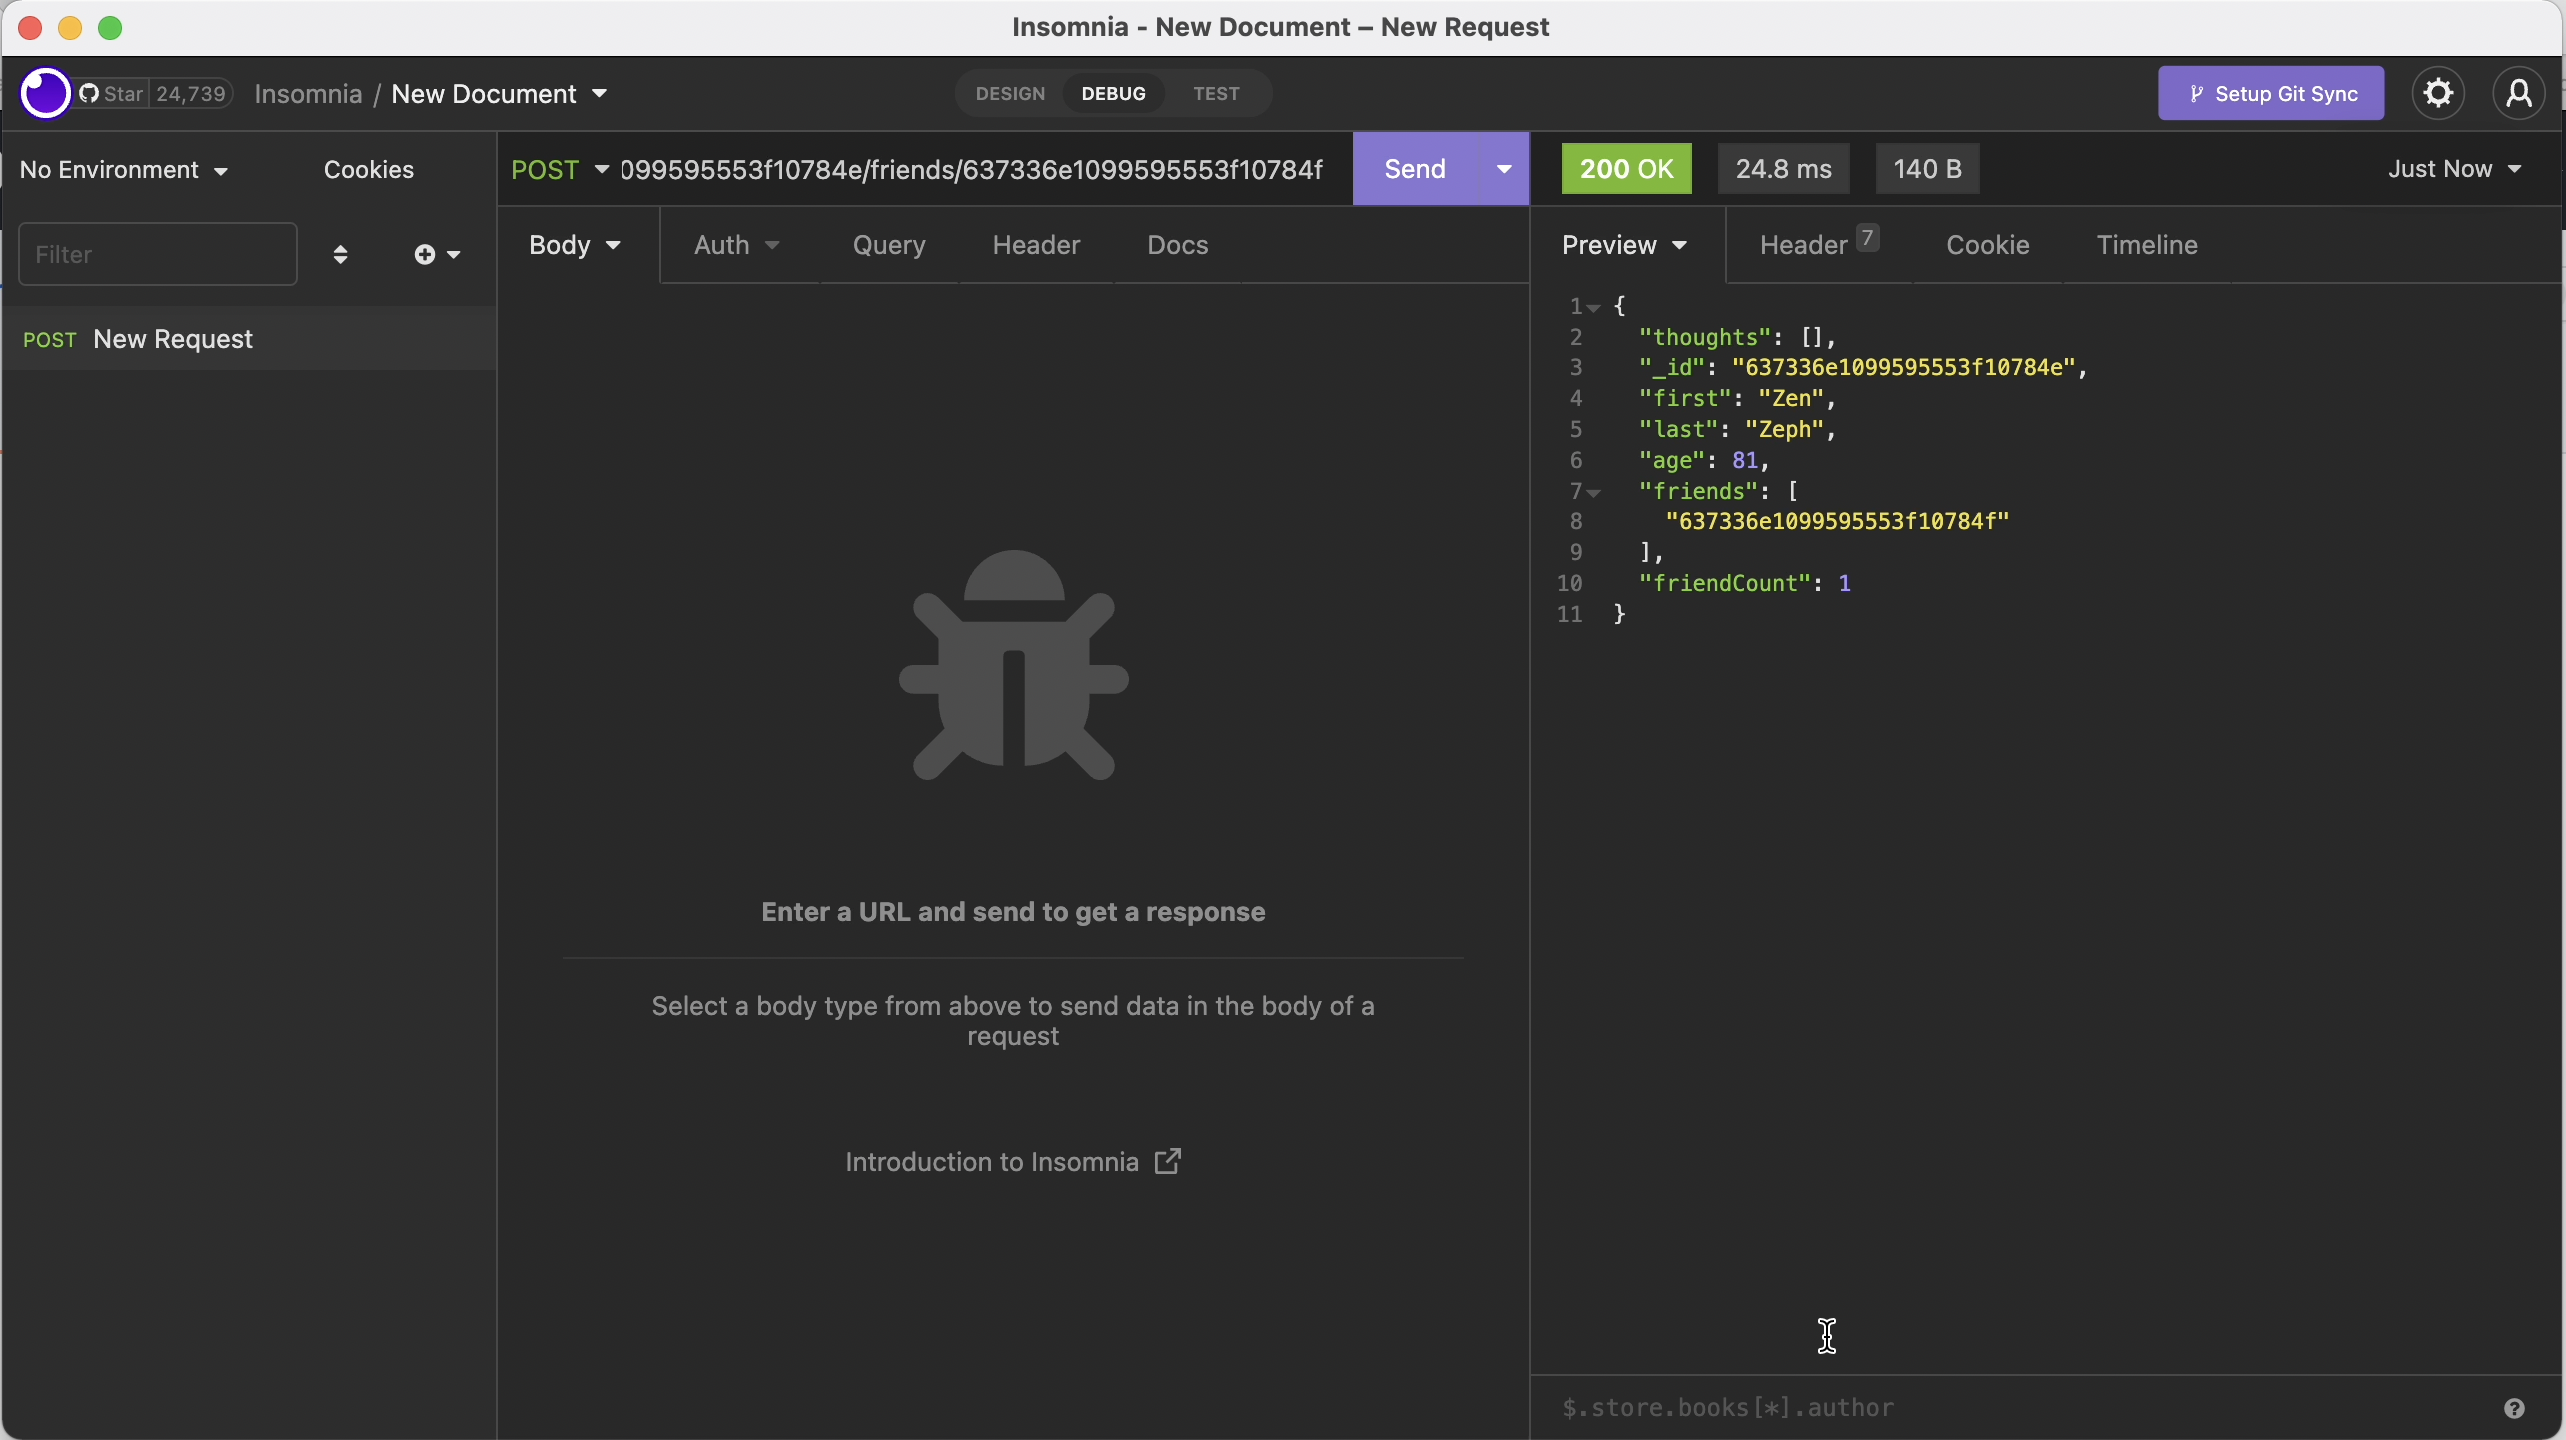 Insomnia - New Document – New Request
Star 24,739 Insomnia / New Document DESIGN DEBUG TEST Setup Git Sync
No Environment Cookies POST 099595553f10784e/friends/637336e1099595553f10784f Send 200 OK 24.8 ms 140 B Just Now
Filter Body Auth Query Header Docs Preview Header 7 Cookie Timeline
POST New Request
1 {
2 "thoughts": [],
3 "_id": "637336e1099595553f10784e",
4 "first": "Zen",
5 "last": "Zeph",
6 "age": 81,
7 "friends": [
8 "637336e1099595553f10784f"
9 ],
10 "friendCount": 1
11 }
Enter a URL and send to get a response
Select a body type from above to send data in the body of a
request
Introduction to Insomnia
$.store.books[*].author